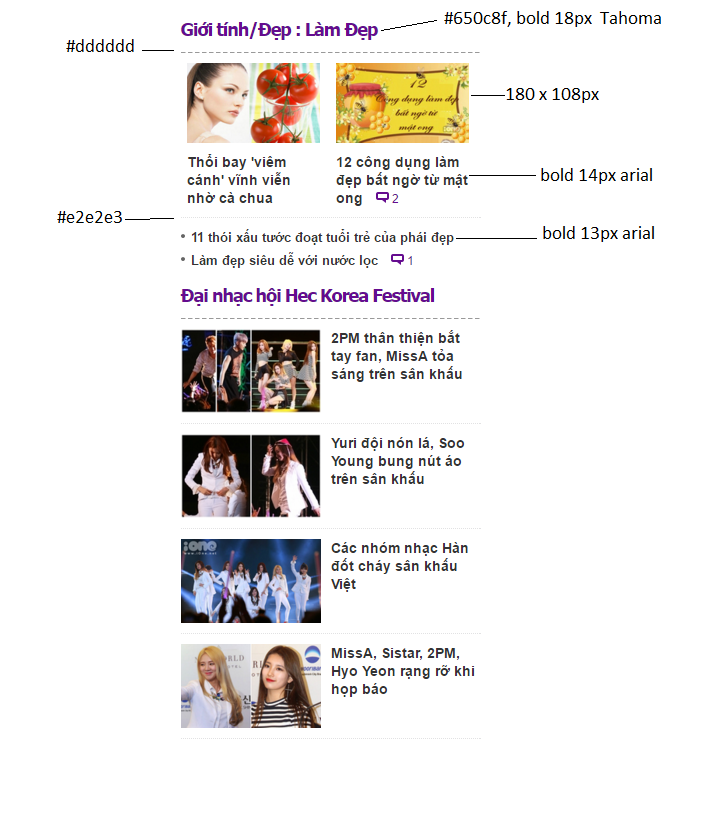 #650c8f, bold 18px Tahoma
Giới tính/Đẹp : Làm Đẹp
#dddddd
12
Công dụng làm đẹp
bất ngờ từ
mật ong
180 x 108px
Thổi bay 'viêm
cánh' vĩnh viễn
nhờ cà chua
12 công dụng làm
đẹp bất ngờ từ mật
ong 2
bold 14px arial
#e2e2e3
11 thói xấu tước đoạt tuổi trẻ của phái đẹp
bold 13px arial
Làm đẹp siêu dễ với nước lọc 1
Đại nhạc hội Hec Korea Festival
2PM thân thiện bắt
tay fan, MissA tỏa
sáng trên sân khấu
Yuri đội nón lá, Soo
Young bung nút áo
trên sân khấu
iOne
Các nhóm nhạc Hàn
đốt cháy sân khấu
Việt
MissA, Sistar, 2PM,
Hyo Yeon rạng rỡ khi
họp báo